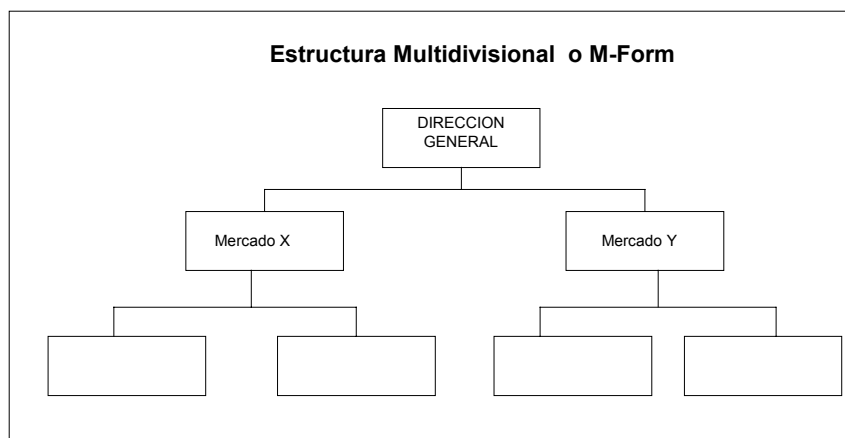 Estructura Multidivisional o M-Form
DIRECCION
GENERAL
Mercado X
Mercado Y